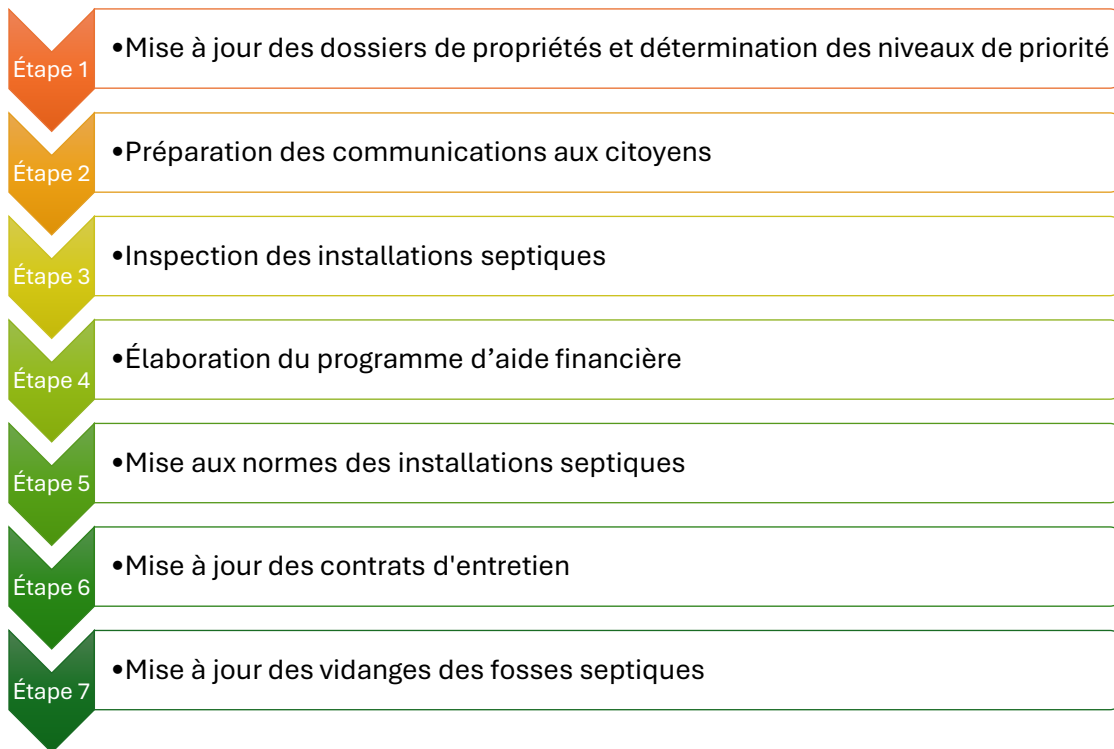 Étape 1
•Mise à jour des dossiers de propriétés et détermination des niveaux de priorité
Étape 2
•Préparation des communications aux citoyens
Étape 3
•Inspection des installations septiques
Étape 4
•Élaboration du programme d’aide financière
Étape 5
•Mise aux normes des installations septiques
Étape 6
•Mise à jour des contrats d'entretien
Étape 7
•Mise à jour des vidanges des fosses septiques